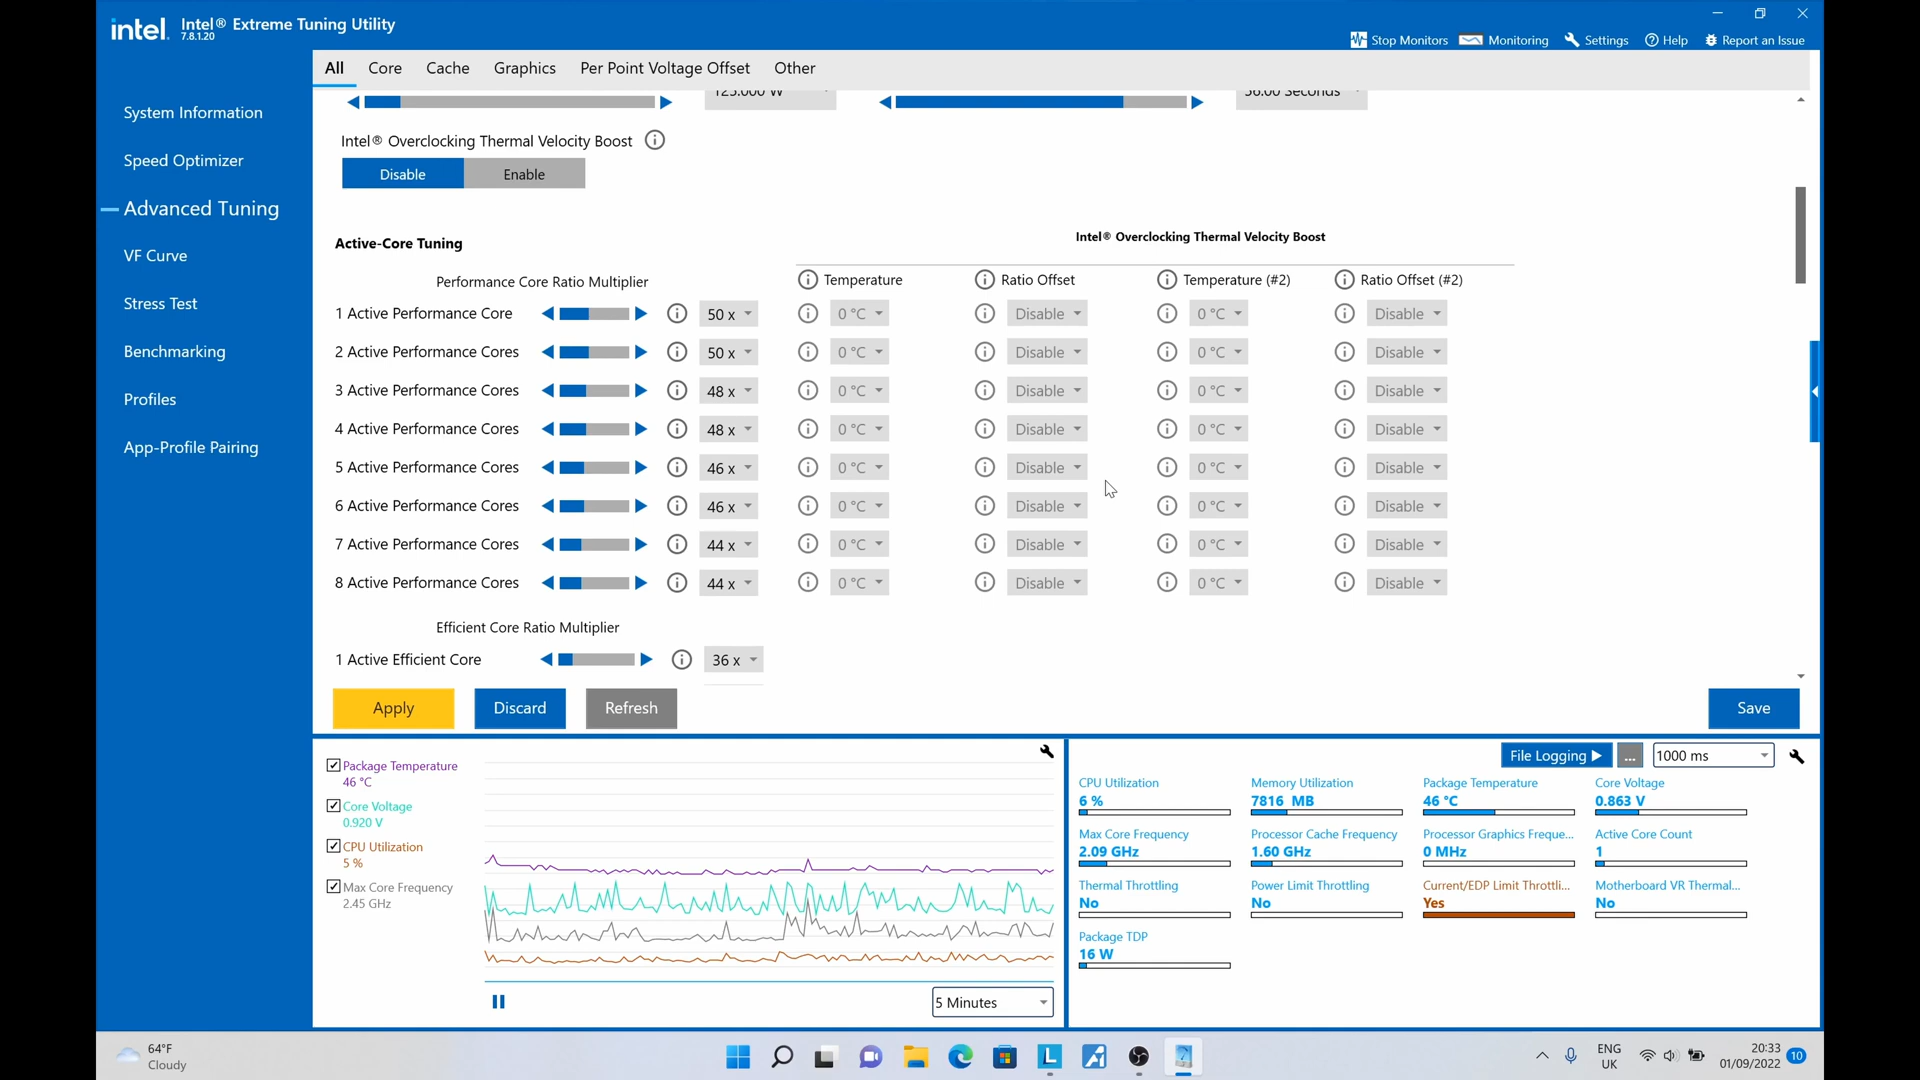 intel.
Intel® Extreme Tuning Utility
7.8.1.20
Stop Monitors
Monitoring
Settings
Help
Report an Issue
All
Core
Cache
Graphics
Per Point Voltage Offset
Other
System Information
Speed Optimizer
Advanced Tuning
VF Curve
Stress Test
Benchmarking
Profiles
App-Profile Pairing
125.000 W
56.00 Seconds
Intel® Overclocking Thermal Velocity Boost
Disable
Enable
Active-Core Tuning
Intel® Overclocking Thermal Velocity Boost
Performance Core Ratio Multiplier
Temperature
Ratio Offset
Temperature (#2)
Ratio Offset (#2)
1 Active Performance Core 50 x 0 °C Disable 0 °C Disable
2 Active Performance Cores 50 x 0 °C Disable 0 °C Disable
3 Active Performance Cores 48 x 0 °C Disable 0 °C Disable
4 Active Performance Cores 48 x 0 °C Disable 0 °C Disable
5 Active Performance Cores 46 x 0 °C Disable 0 °C Disable
6 Active Performance Cores 46 x 0 °C Disable 0 °C Disable
7 Active Performance Cores 44 x 0 °C Disable 0 °C Disable
8 Active Performance Cores 44 x 0 °C Disable 0 °C Disable
Efficient Core Ratio Multiplier
1 Active Efficient Core 36 x
Apply
Discard
Refresh
Save
Package Temperature
46 °C
Core Voltage
0.920 V
CPU Utilization
5 %
Max Core Frequency
2.45 GHz
5 Minutes
File Logging
...
1000 ms
CPU Utilization
6 %
Memory Utilization
7816 MB
Package Temperature
46 °C
Core Voltage
0.863 V
Max Core Frequency
2.09 GHz
Processor Cache Frequency
1.60 GHz
Processor Graphics Freque...
0 MHz
Active Core Count
1
Thermal Throttling
No
Power Limit Throttling
No
Current/EDP Limit Throttli...
Yes
Motherboard VR Thermal...
No
Package TDP
16 W
64°F
Cloudy
L
ENG
UK
20:33
01/09/2022
10